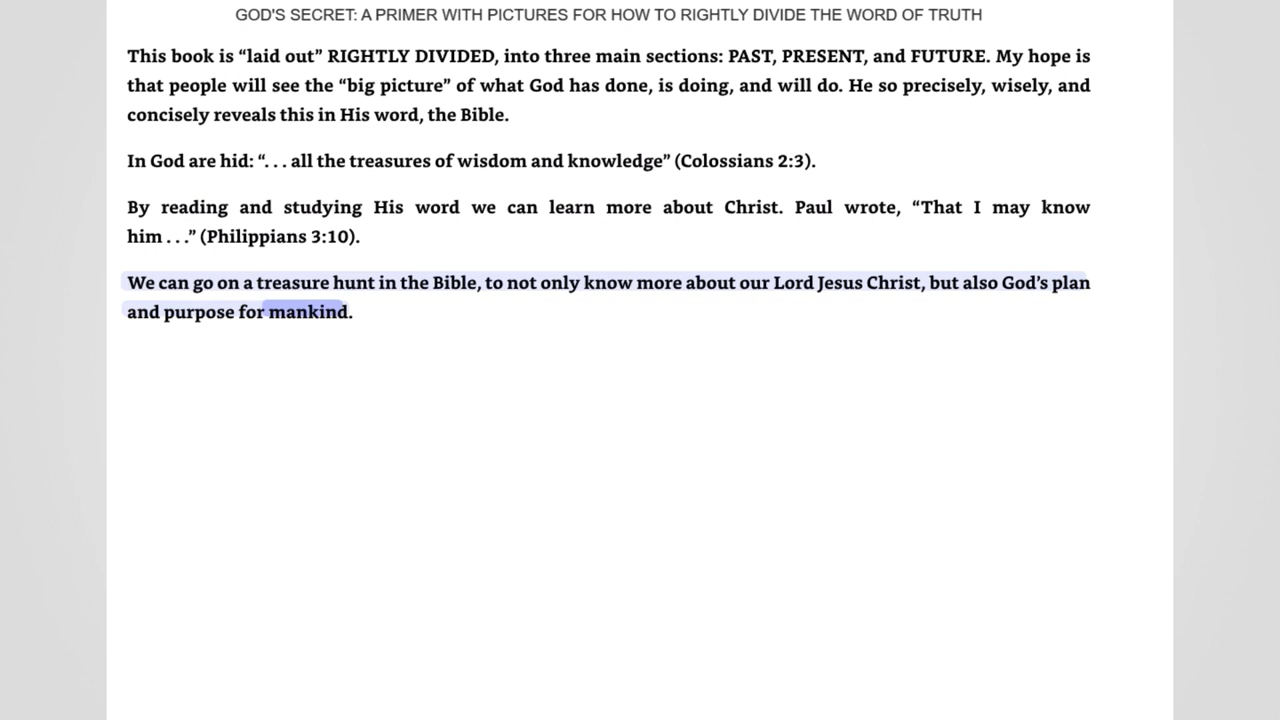 GOD'S SECRET: A PRIMER WITH PICTURES FOR HOW TO RIGHTLY DIVIDE THE WORD OF TRUTH
This book is “laid out” RIGHTLY DIVIDED, into three main sections: PAST, PRESENT, and FUTURE. My hope is
that people will see the “big picture” of what God has done, is doing, and will do. He so precisely, wisely, and
concisely reveals this in His word, the Bible.
In God are hid: “. . . all the treasures of wisdom and knowledge” (Colossians 2:3).
By reading and studying His word we can learn more about Christ. Paul wrote, “That I may know
him . . .” (Philippians 3:10).
We can go on a treasure hunt in the Bible, to not only know more about our Lord Jesus Christ, but also God’s plan
and purpose for mankind.